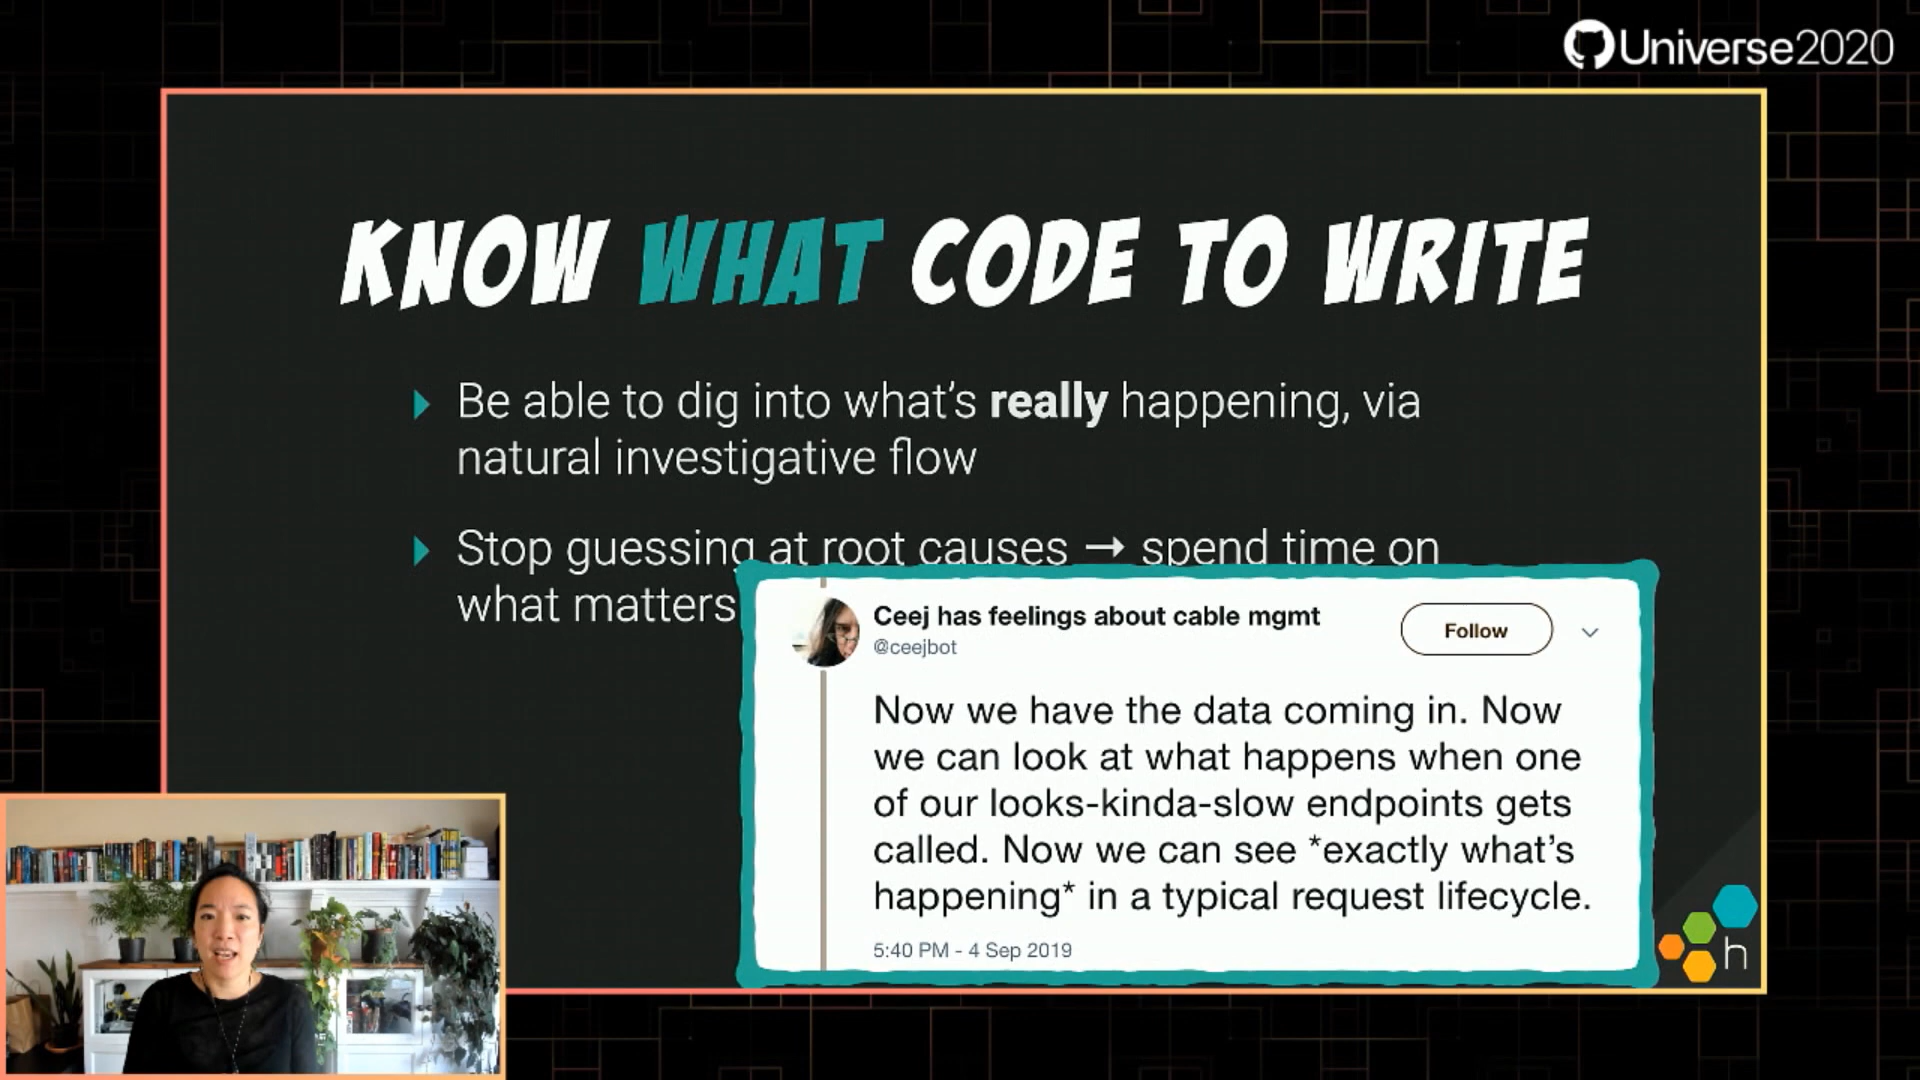 Universe2020
KNOW WHAT CODE TO WRITE
Be able to dig into what's really happening, via
natural investigative flow
Stop guessing at root causes → spend time on
what matters
Ceej has feelings about cable mgmt
@ceejbot
Follow
Now we have the data coming in. Now
we can look at what happens when one
of our looks-kinda-slow endpoints gets
called. Now we can see *exactly what's
happening* in a typical request lifecycle.
5:40 PM - 4 Sep 2019
h